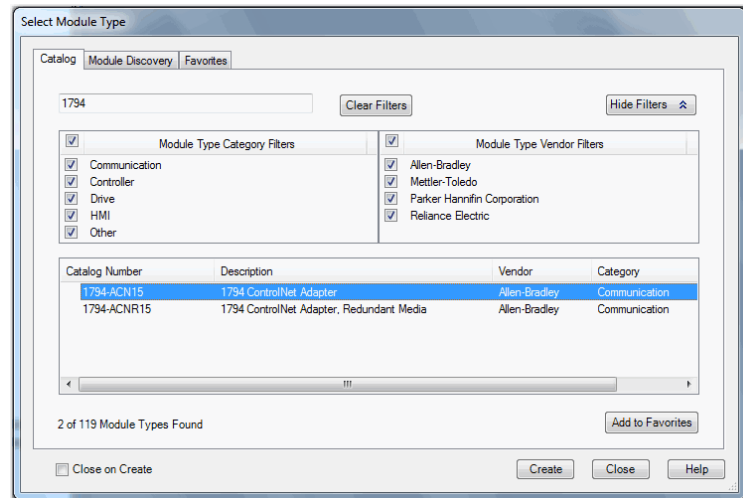 Select Module Type
Catalog Module Discovery Favorites
1794 Clear Filters Hide Filters
Module Type Category Filters Module Type Vendor Filters
Communication Allen-Bradley
Controller Mettler-Toledo
Drive Parker Hannifin Corporation
HMI Reliance Electric
Other
Catalog Number Description Vendor Category
1794-ACN15 1794 ControlNet Adapter Allen-Bradley Communication
1794-ACNR15 1794 ControlNet Adapter, Redundant Media Allen-Bradley Communication
2 of 119 Module Types Found Add to Favorites
Close on Create Create Close Help